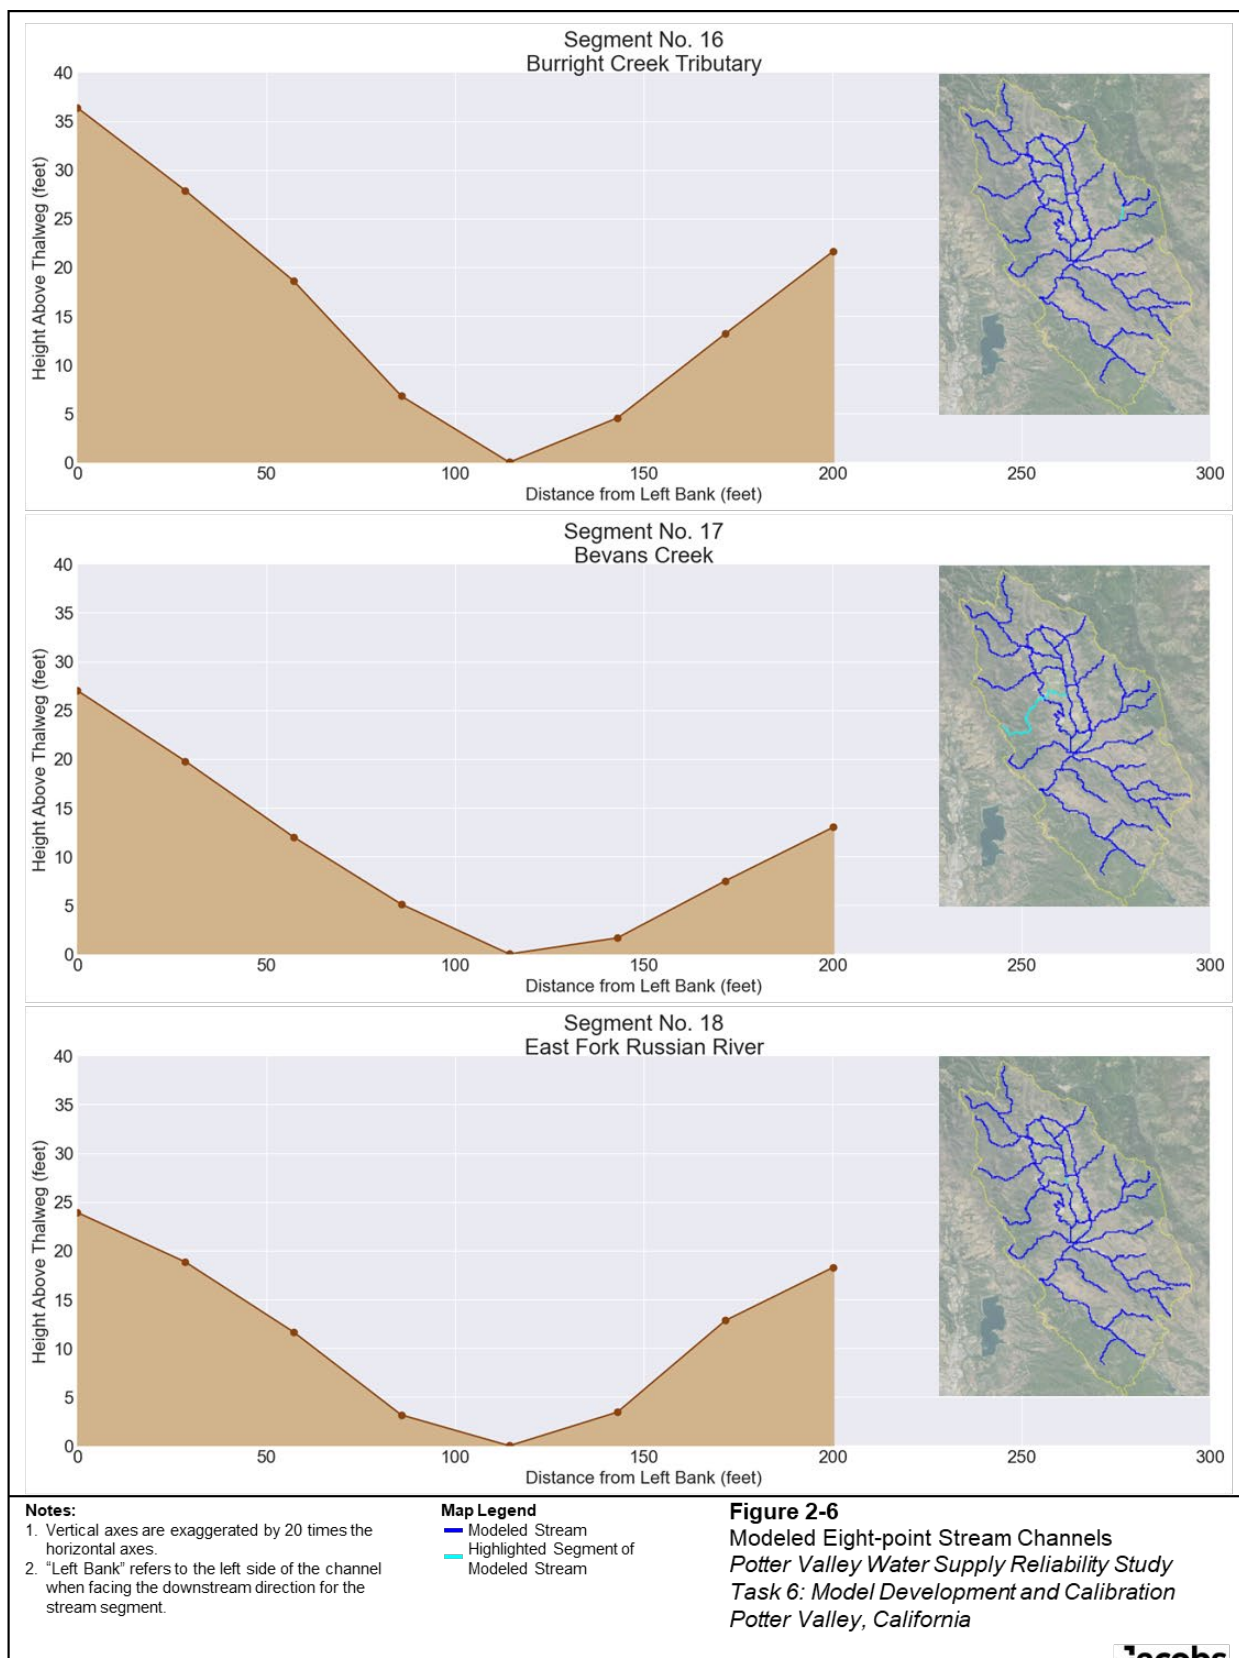 Segment No. 16
Burright Creek Tributary
40
35
30
25
20
15
10
5
0
Height Above Thalweg (feet)
0 50 100 150 200 250 300
Distance from Left Bank (feet)
Segment No. 17
Bevans Creek
40
35
30
25
20
15
10
5
0
Height Above Thalweg (feet)
0 50 100 150 200 250 300
Distance from Left Bank (feet)
Segment No. 18
East Fork Russian River
40
35
30
25
20
15
10
5
0
Height Above Thalweg (feet)
0 50 100 150 200 250 300
Distance from Left Bank (feet)
Notes:
1. Vertical axes are exaggerated by 20 times the
horizontal axes.
2. “Left Bank” refers to the left side of the channel
when facing the downstream direction for the
stream segment.
Map Legend
Modeled Stream
Highlighted Segment of
Modeled Stream
Figure 2-6
Modeled Eight-point Stream Channels
Potter Valley Water Supply Reliability Study
Task 6: Model Development and Calibration
Potter Valley, California
Jacobs